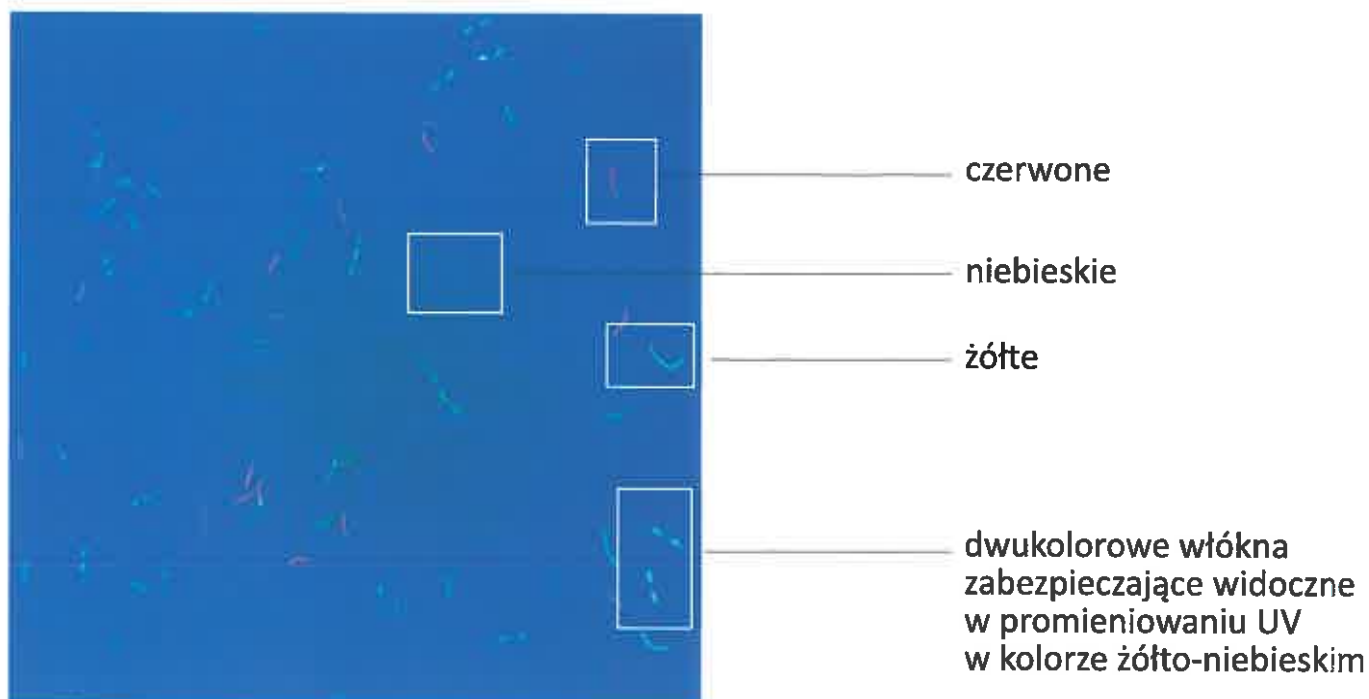 czerwone
niebieskie
żółte
dwukolorowe włókna
zabezpieczające widoczne
w promieniowaniu UV
w kolorze żółto-niebieskim